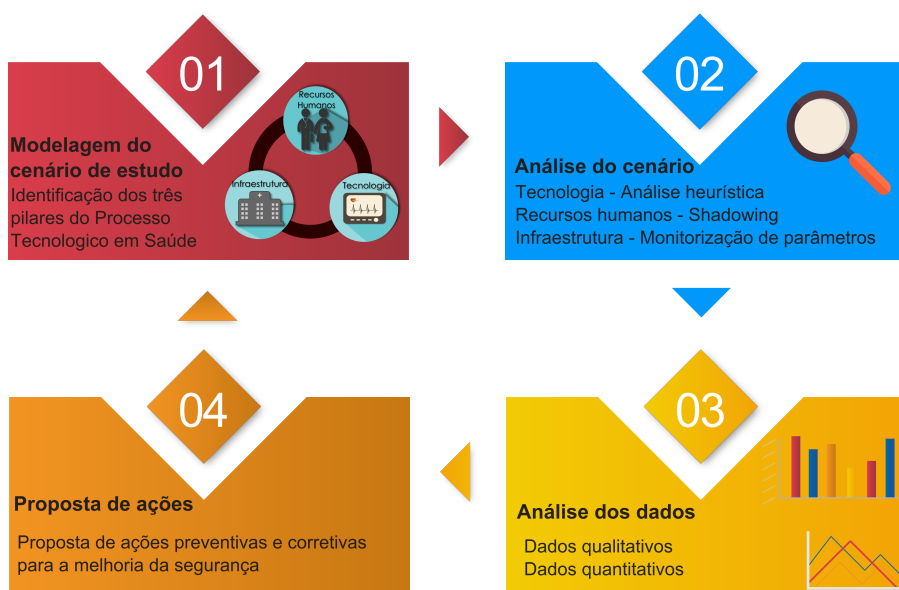 01
Recursos
Humanos
Infraestrutura
Tecnologia
Modelagem do
cenário de estudo
Identificação dos três
pilares do Processo
Tecnologico em Saúde
02
Análise do cenário
Tecnologia - Análise heurística
Recursos humanos - Shadowing
Infraestrutura - Monitorização de parâmetros
04
Proposta de ações
Proposta de ações preventivas e corretivas
para a melhoria da segurança
03
Análise dos dados
Dados qualitativos
Dados quantitativos